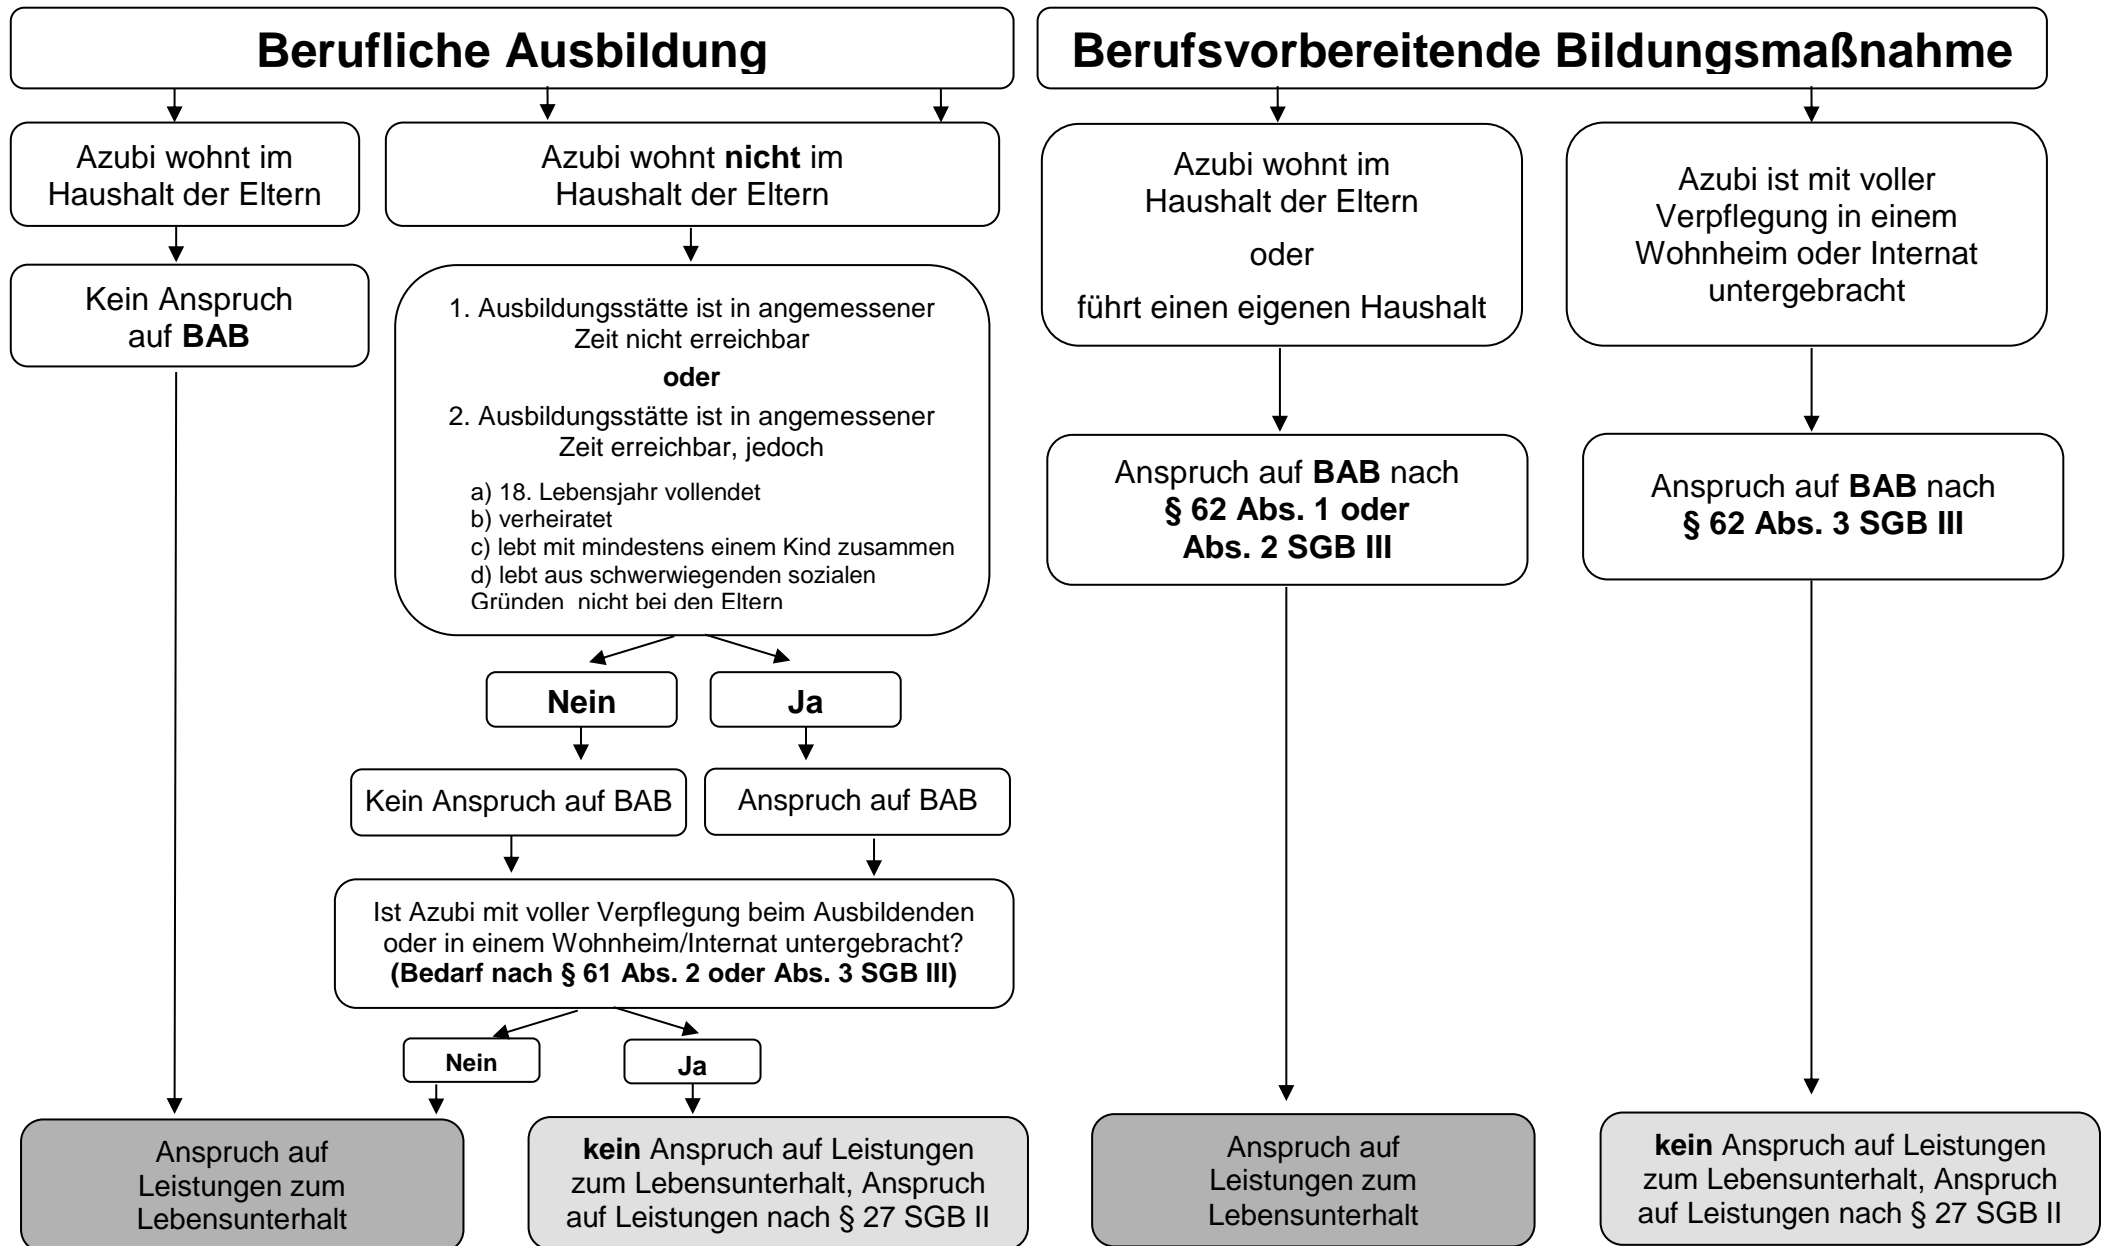 Berufliche Ausbildung
Azubi wohnt im
Haushalt der Eltern
Kein Anspruch
auf BAB
Azubi wohnt nicht im
Haushalt der Eltern
1. Ausbildungsstätte ist in angemessener
Zeit nicht erreichbar
oder
2. Ausbildungsstätte ist in angemessener
Zeit erreichbar, jedoch
a) 18. Lebensjahr vollendet
b) verheiratet
c) lebt mit mindestens einem Kind zusammen
d) lebt aus schwerwiegenden sozialen
Gründen nicht bei den Eltern
Nein
Ja
Kein Anspruch auf BAB
Anspruch auf BAB
Ist Azubi mit voller Verpflegung beim Ausbildenden
oder in einem Wohnheim/Internat untergebracht?
(Bedarf nach § 61 Abs. 2 oder Abs. 3 SGB III)
Nein
Ja
Anspruch auf
Leistungen zum
Lebensunterhalt
kein Anspruch auf Leistungen
zum Lebensunterhalt, Anspruch
auf Leistungen nach § 27 SGB II
Berufsvorbereitende Bildungsmaßnahme
Azubi wohnt im
Haushalt der Eltern
oder
führt einen eigenen Haushalt
Anspruch auf BAB nach
§ 62 Abs. 1 oder
Abs. 2 SGB III
Anspruch auf
Leistungen zum
Lebensunterhalt
Azubi ist mit voller
Verpflegung in einem
Wohnheim oder Internat
untergebracht
Anspruch auf BAB nach
§ 62 Abs. 3 SGB III
kein Anspruch auf Leistungen
zum Lebensunterhalt, Anspruch
auf Leistungen nach § 27 SGB II